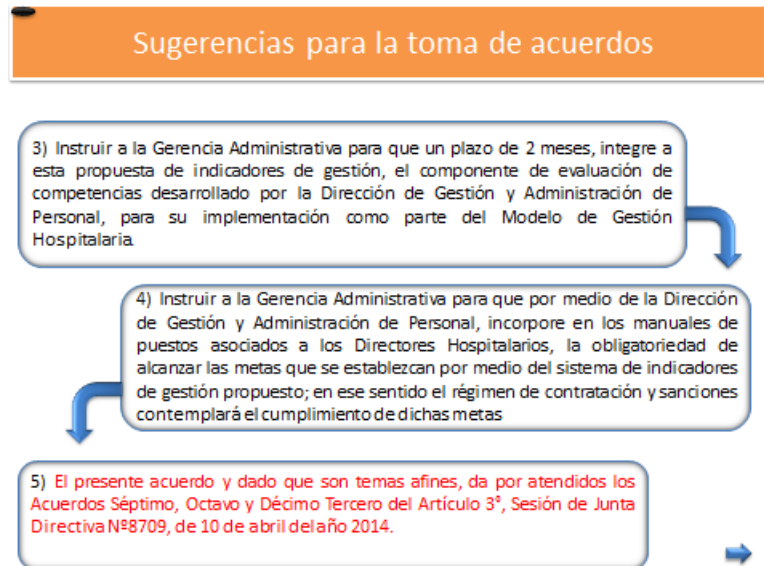 Sugerencias para la toma de acuerdos
3) Instruir a la Gerencia Administrativa para que un plazo de 2 meses, integre a
esta propuesta de indicadores de gestión, el componente de evaluación de
competencias desarrollado por la Dirección de Gestión y Administración de
Personal, para su implementación como parte del Modelo de Gestión
Hospitalaria.
4) Instruir a la Gerencia Administrativa para que por medio de la Dirección
de Gestión y Administración de Personal, incorpore en los manuales de
puestos asociados a los Directores Hospitalarios, la obligatoriedad de
alcanzar las metas que se establezcan por medio del sistema de indicadores
de gestión propuesto; en ese sentido el régimen de contratación y sanciones
contemplará el cumplimiento de dichas metas
5) El presente acuerdo y dado que son temas afines, da por atendidos los
Acuerdos Séptimo, Octavo y Décimo Tercero del Artículo 3°, Sesión de Junta
Directiva Nº8709, de 10 de abril del año 2014.